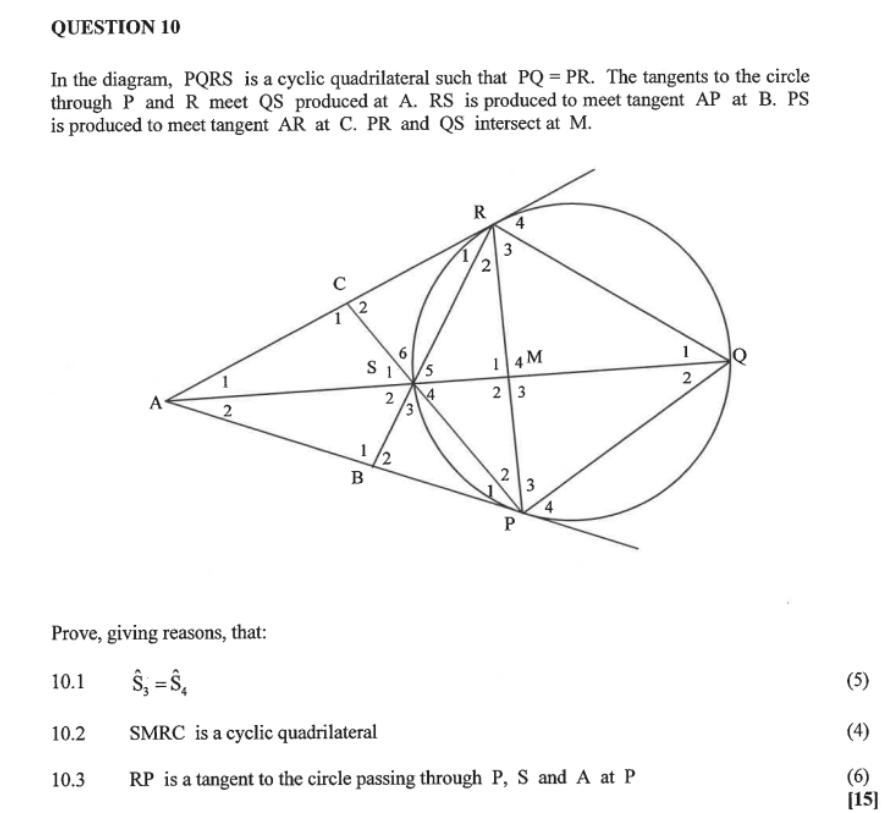 QUESTION 10
In the diagram, PQRS is a cyclic quadrilateral such that PQ = PR. The tangents to the circle
through P and R meet QS produced at A. RS is produced to meet tangent AP at B. PS
is produced to meet tangent AR at C. PR and QS intersect at M.
R
4
1
3
2
C
2
1
6
S 1
5
1
4 M
1
Q
1
A
2
2
4
3
2
3
2
1
2
B
2
1
3
4
P
Prove, giving reasons, that:
10.1 Ŝ₃ = Ŝ₄ (5)
10.2 SMRC is a cyclic quadrilateral (4)
10.3 RP is a tangent to the circle passing through P, S and A at P (6)
[15]